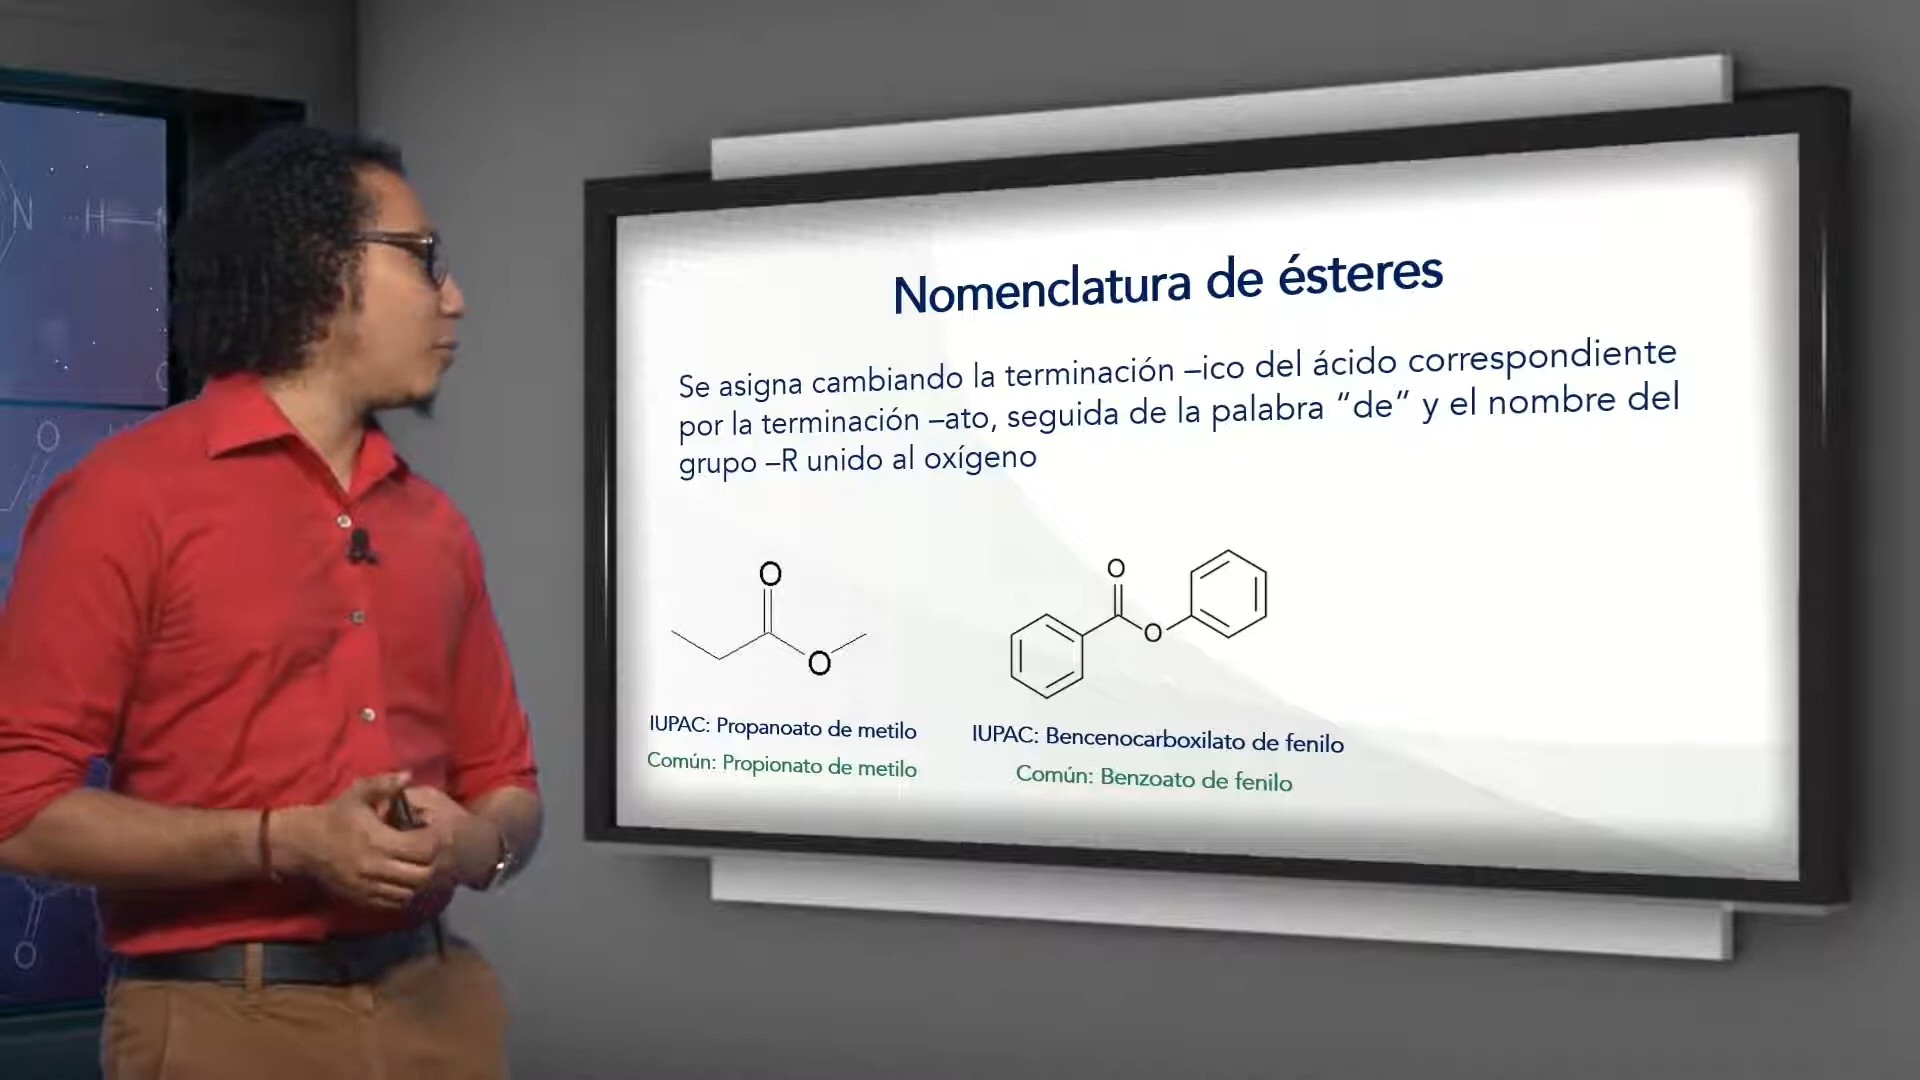 Nomenclatura de ésteres
Se asigna cambiando la terminación –ico del ácido correspondiente
por la terminación –ato, seguida de la palabra “de” y el nombre del
grupo –R unido al oxígeno
O
O
O
O
IUPAC: Propanoato de metilo
Común: Propionato de metilo
IUPAC: Bencenocarboxilato de fenilo
Común: Benzoato de fenilo
N
H
O
O